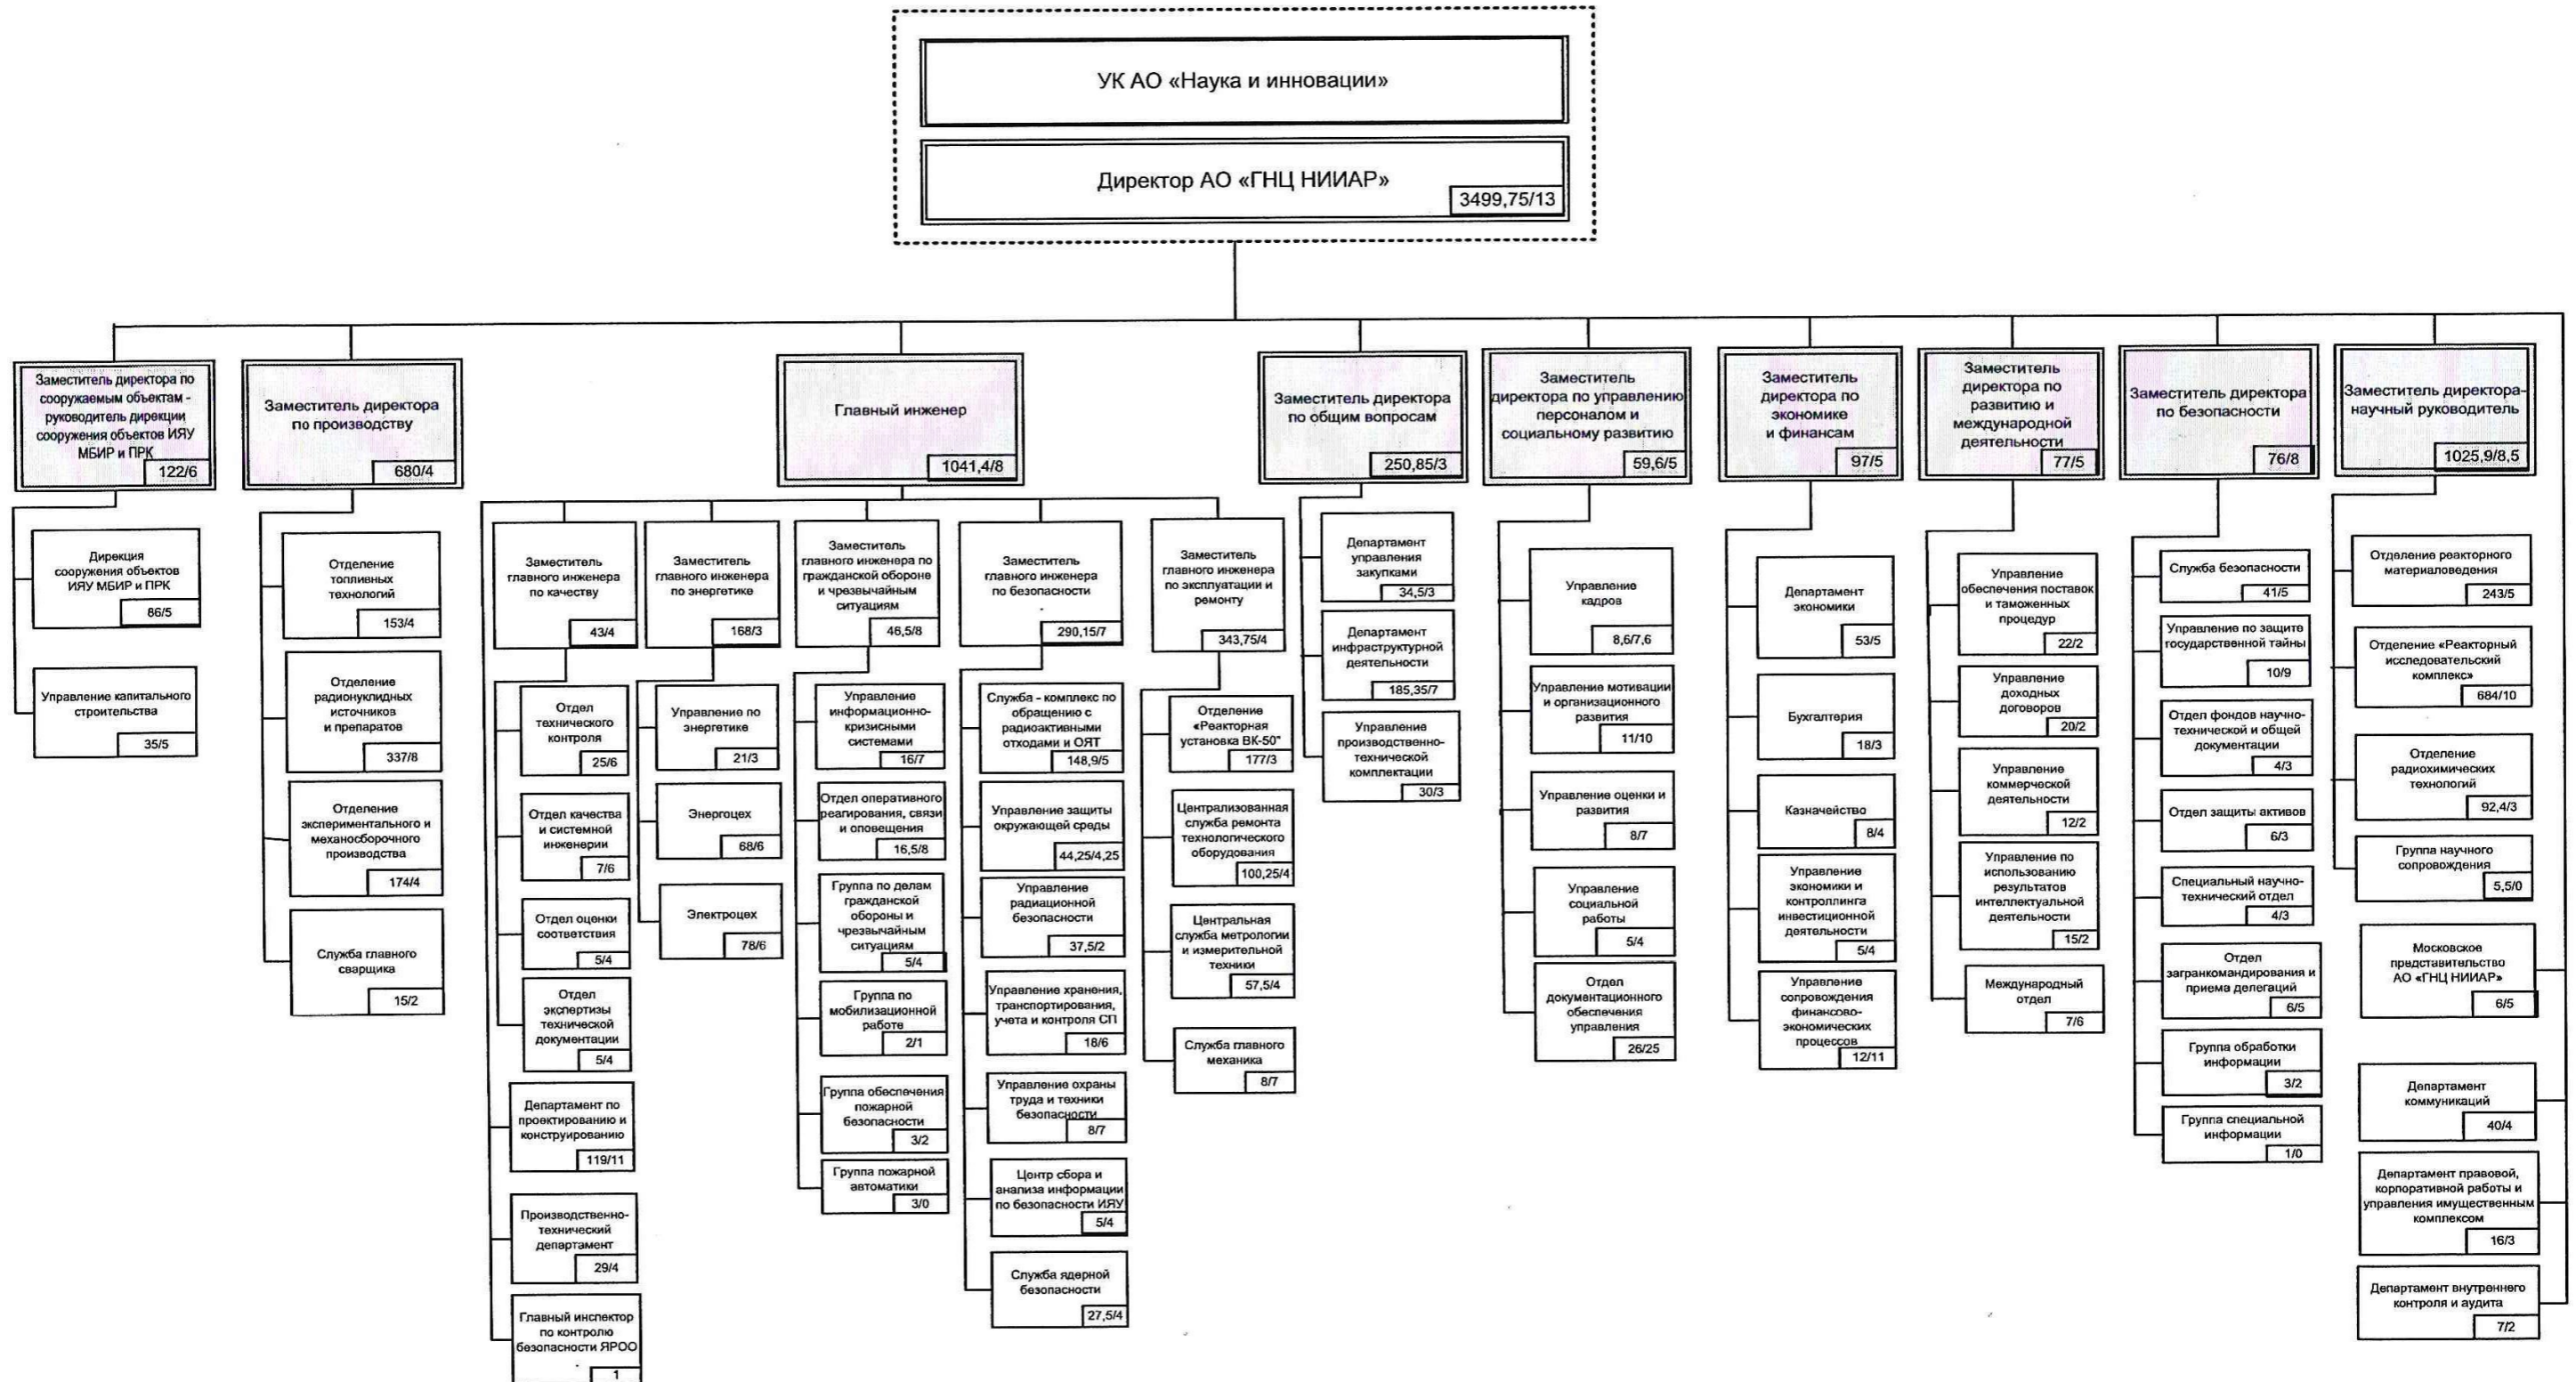 УК АО «Наука и инновации»
Директор АО «ГНЦ НИИАР»
3499,75/13
Заместитель директора по
сооружаемым объектам -
руководитель дирекции
сооружения объектов ИЯУ
МБИР и ПРК
122/6
Дирекция
сооружения объектов
ИЯУ МБИР и ПРК
86/5
Управление капитального
строительства
35/5
Заместитель директора
по производству
680/4
Отделение
топливных
технологий
153/4
Отделение
радионуклидных
источников
и препаратов
337/8
Отделение
экспериментального и
механосборочного
производства
174/4
Служба главного
сварщика
15/2
Главный инженер
1041,4/8
Заместитель
главного инженера
по качеству
43/4
Отдел
технического
контроля
25/6
Отдел качества
и системной
инженерии
7/6
Отдел оценки
соответствия
5/4
Отдел
экспертизы
технической
документации
5/4
Департамент по
проектированию и
конструированию
119/11
Производственно-
технический
департамент
29/4
Главный инспектор
по контролю
безопасности ЯРОО
1
Заместитель
главного инженера
по энергетике
168/3
Управление по
энергетике
21/3
Энергоцех
68/6
Электроцех
78/6
Заместитель
главного инженера по
гражданской обороне
и чрезвычайным
ситуациям
46,5/8
Управление
информационно-
кризисными
системами
16/7
Отдел оперативного
реагирования, связи
и оповещения
16,5/8
Группа по делам
гражданской
обороны и
чрезвычайным
ситуациям
5/4
Группа по
мобилизационной
работе
2/1
Группа обеспечения
пожарной
безопасности
3/2
Группа пожарной
автоматики
3/0
Заместитель
главного инженера
по безопасности
290,15/7
Служба - комплекс по
обращению с
радиоактивными
отходами и ОЯТ
148,9/5
Управление защиты
окружающей среды
44,25/4,25
Управление
радиационной
безопасности
37,5/2
Управление хранения,
транспортирования,
учета и контроля СП
18/6
Управление охраны
труда и техники
безопасности
8/7
Центр сбора и
анализа информации
по безопасности ИЯУ
5/4
Служба ядерной
безопасности
27,5/4
Заместитель
главного инженера
по эксплуатации и
ремонту
343,75/4
Отделение
«Реакторная
установка ВК-50"
177/3
Централизованная
служба ремонта
технологического
оборудования
100,25/4
Центральная
служба метрологии
и измерительной
техники
57,5/4
Служба главного
механика
8/7
Заместитель директора
по общим вопросам
250,85/3
Департамент
управления
закупками
34,5/3
Департамент
инфраструктурной
деятельности
185,35/7
Управление
производственно-
технической
комплектации
30/3
Заместитель
директора по управлению
персоналом и
социальному развитию
59,6/5
Управление
кадров
8,6/7,6
Управление мотивации
и организационного
развития
11/10
Управление оценки и
развития
8/7
Управление
социальной
работы
5/4
Отдел
документационного
обеспечения
управления
26/25
Заместитель
директора по
экономике
и финансам
97/5
Департамент
экономики
53/5
Бухгалтерия
18/3
Казначейство
8/4
Управление
экономики и
контроллинга
инвестиционной
деятельности
5/4
Управление
сопровождения
финансово-
экономических
процессов
12/11
Заместитель
директора по
развитию и
международной
деятельности
77/5
Управление
обеспечения поставок
и таможенных
процедур
22/2
Управление
доходных
договоров
20/2
Управление
коммерческой
деятельности
12/2
Управление по
использованию
результатов
интеллектуальной
деятельности
15/2
Международный
отдел
7/6
Заместитель директора
по безопасности
76/8
Служба безопасности
41/5
Управление по защите
государственной тайны
10/9
Отдел фондов научно-
технической и общей
документации
4/3
Отдел защиты активов
6/3
Специальный научно-
технический отдел
4/3
Отдел
загранкомандирования и
приема делегаций
6/5
Группа обработки
информации
3/2
Группа специальной
информации
1/0
Заместитель директора-
научный руководитель
1025,9/8,5
Отделение реакторного
материаловедения
243/5
Отделение «Реакторный
исследовательский
комплекс»
684/10
Отделение
радиохимических
технологий
92,4/3
Группа научного
сопровождения
5,5/0
Московское
представительство
АО «ГНЦ НИИАР»
6/5
Департамент
коммуникаций
40/4
Департамент правовой,
корпоративной работы и
управления имущественным
комплексом
16/3
Департамент внутреннего
контроля и аудита
7/2